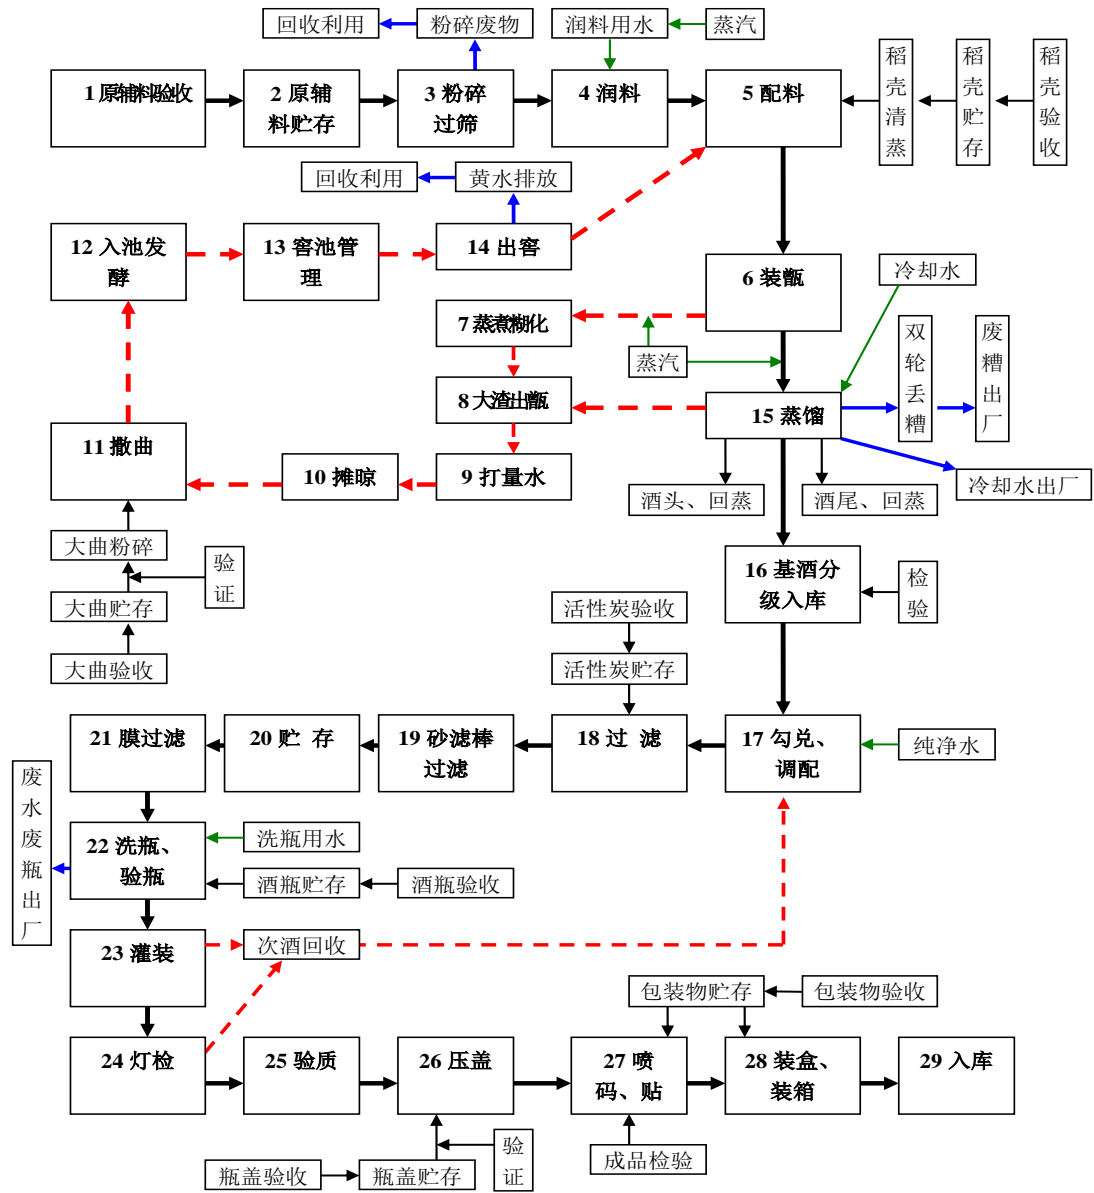 回收利用
粉碎废物
润料用水
蒸汽
1 原辅料验收
2 原辅
料贮存
3 粉碎
过筛
4 润料
5 配料
稻壳清蒸
稻壳贮存
稻壳验收
回收利用
黄水排放
12 入池发
酵
13 窖池管
理
14 出窖
6 装甑
冷却水
7 蒸煮糊化
蒸汽
双轮丢糟
废糟出厂
8 大渣出甑
15 蒸馏
11 撒曲
10 摊晾
9 打量水
酒头、回蒸
酒尾、回蒸
冷却水出厂
大曲粉碎
验证
大曲贮存
大曲验收
16 基酒分
级入库
检验
活性炭验收
活性炭贮存
21 膜过滤
20 贮 存
19 砂滤棒
过滤
18 过 滤
17 勾兑、
调配
纯净水
废水废瓶出厂
22 洗瓶、
验瓶
洗瓶用水
酒瓶贮存
酒瓶验收
23 灌装
次酒回收
包装物贮存
包装物验收
24 灯检
25 验质
26 压盖
27 喷
码、贴
28 装盒、
装箱
29 入库
瓶盖验收
瓶盖贮存
验证
成品检验